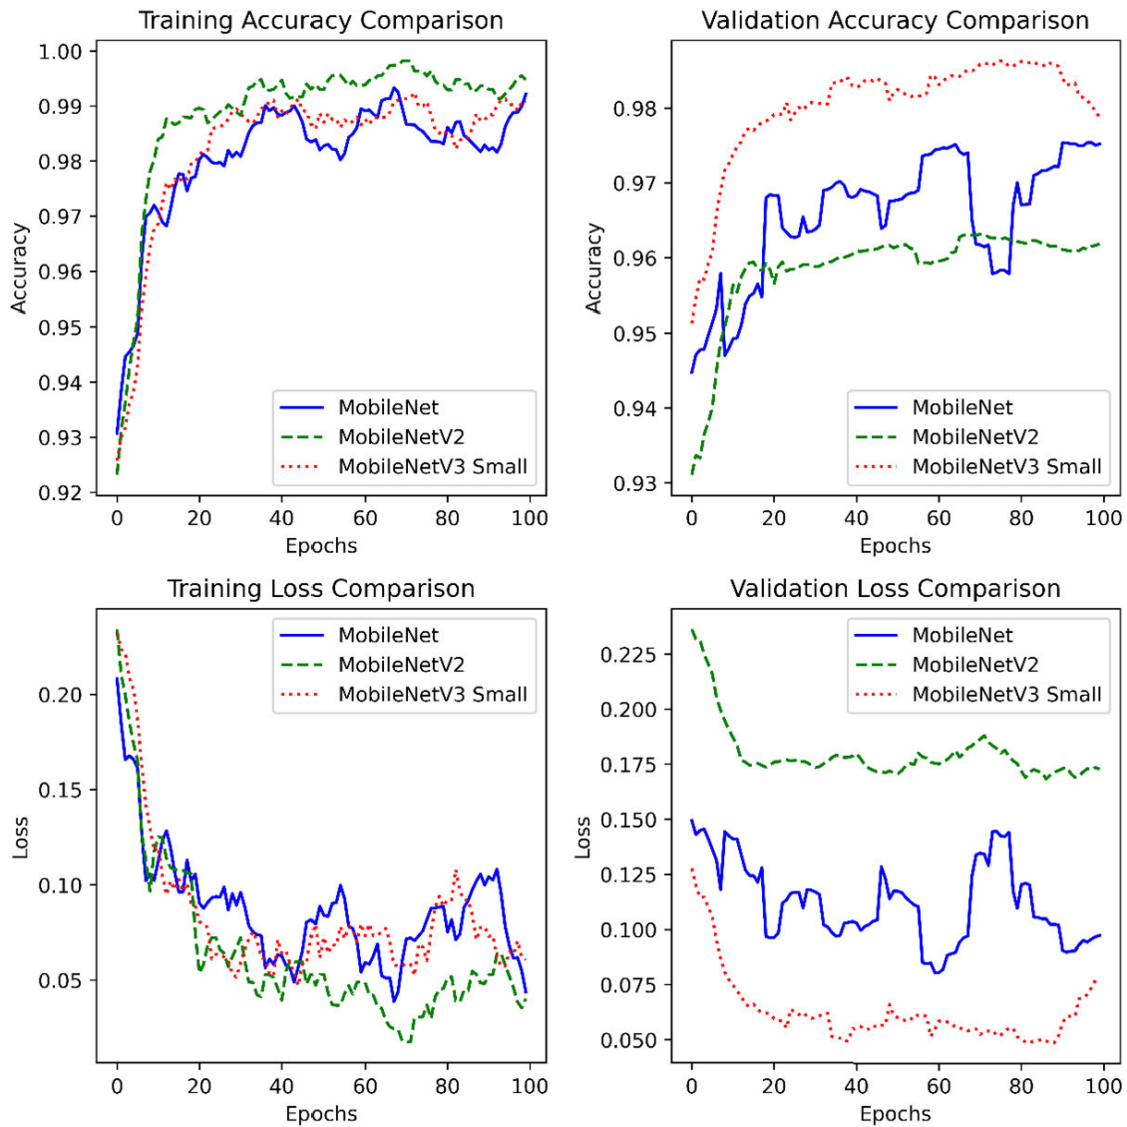 Training Accuracy Comparison
1.00
0.99
0.98
0.97
0.96
0.95
0.94
0.93
0.92
Accuracy
MobileNet
MobileNetV2
MobileNetV3 Small
0 20 40 60 80 100
Epochs
Validation Accuracy Comparison
0.98
0.97
0.96
0.95
0.94
0.93
Accuracy
MobileNet
MobileNetV2
MobileNetV3 Small
0 20 40 60 80 100
Epochs
Training Loss Comparison
0.20
0.15
0.10
0.05
Loss
MobileNet
MobileNetV2
MobileNetV3 Small
0 20 40 60 80 100
Epochs
Validation Loss Comparison
0.225
0.200
0.175
0.150
0.125
0.100
0.075
0.050
Loss
MobileNet
MobileNetV2
MobileNetV3 Small
0 20 40 60 80 100
Epochs